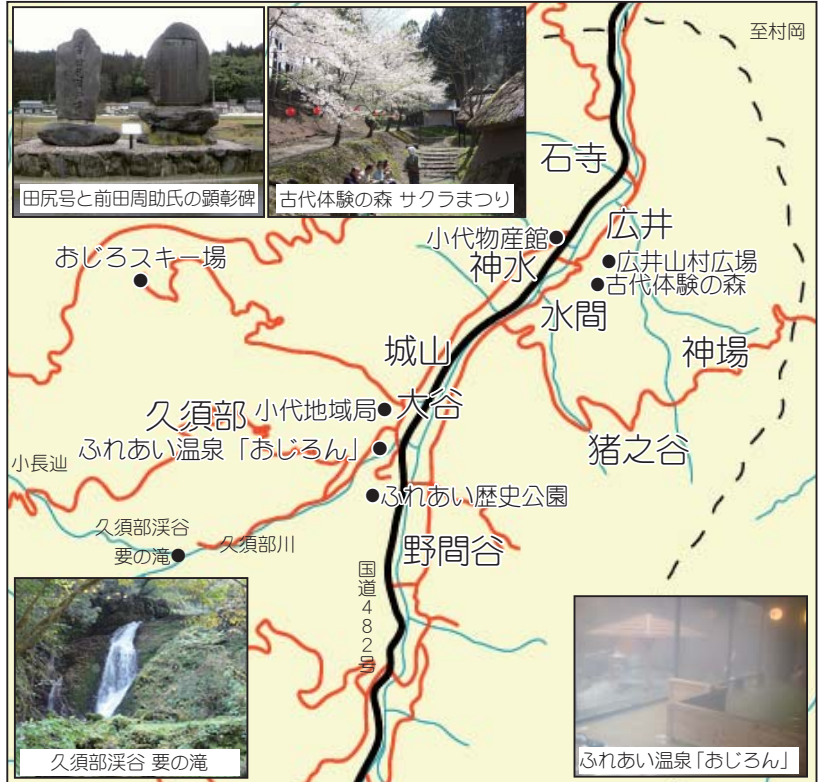 至村岡
田尻号と前田周助氏の顕彰碑
古代体験の森 サクラまつり
石寺
小代物産館
広井
神水
広井山村広場
古代体験の森
おじろスキー場
水間
城山
神場
久須部
小代地域局
大谷
ふれあい温泉「おじろん」
猪之谷
小長辿
ふれあい歴史公園
久須部渓谷
要の滝
久須部川
野間谷
国道482号
久須部渓谷 要の滝
ふれあい温泉「おじろん」